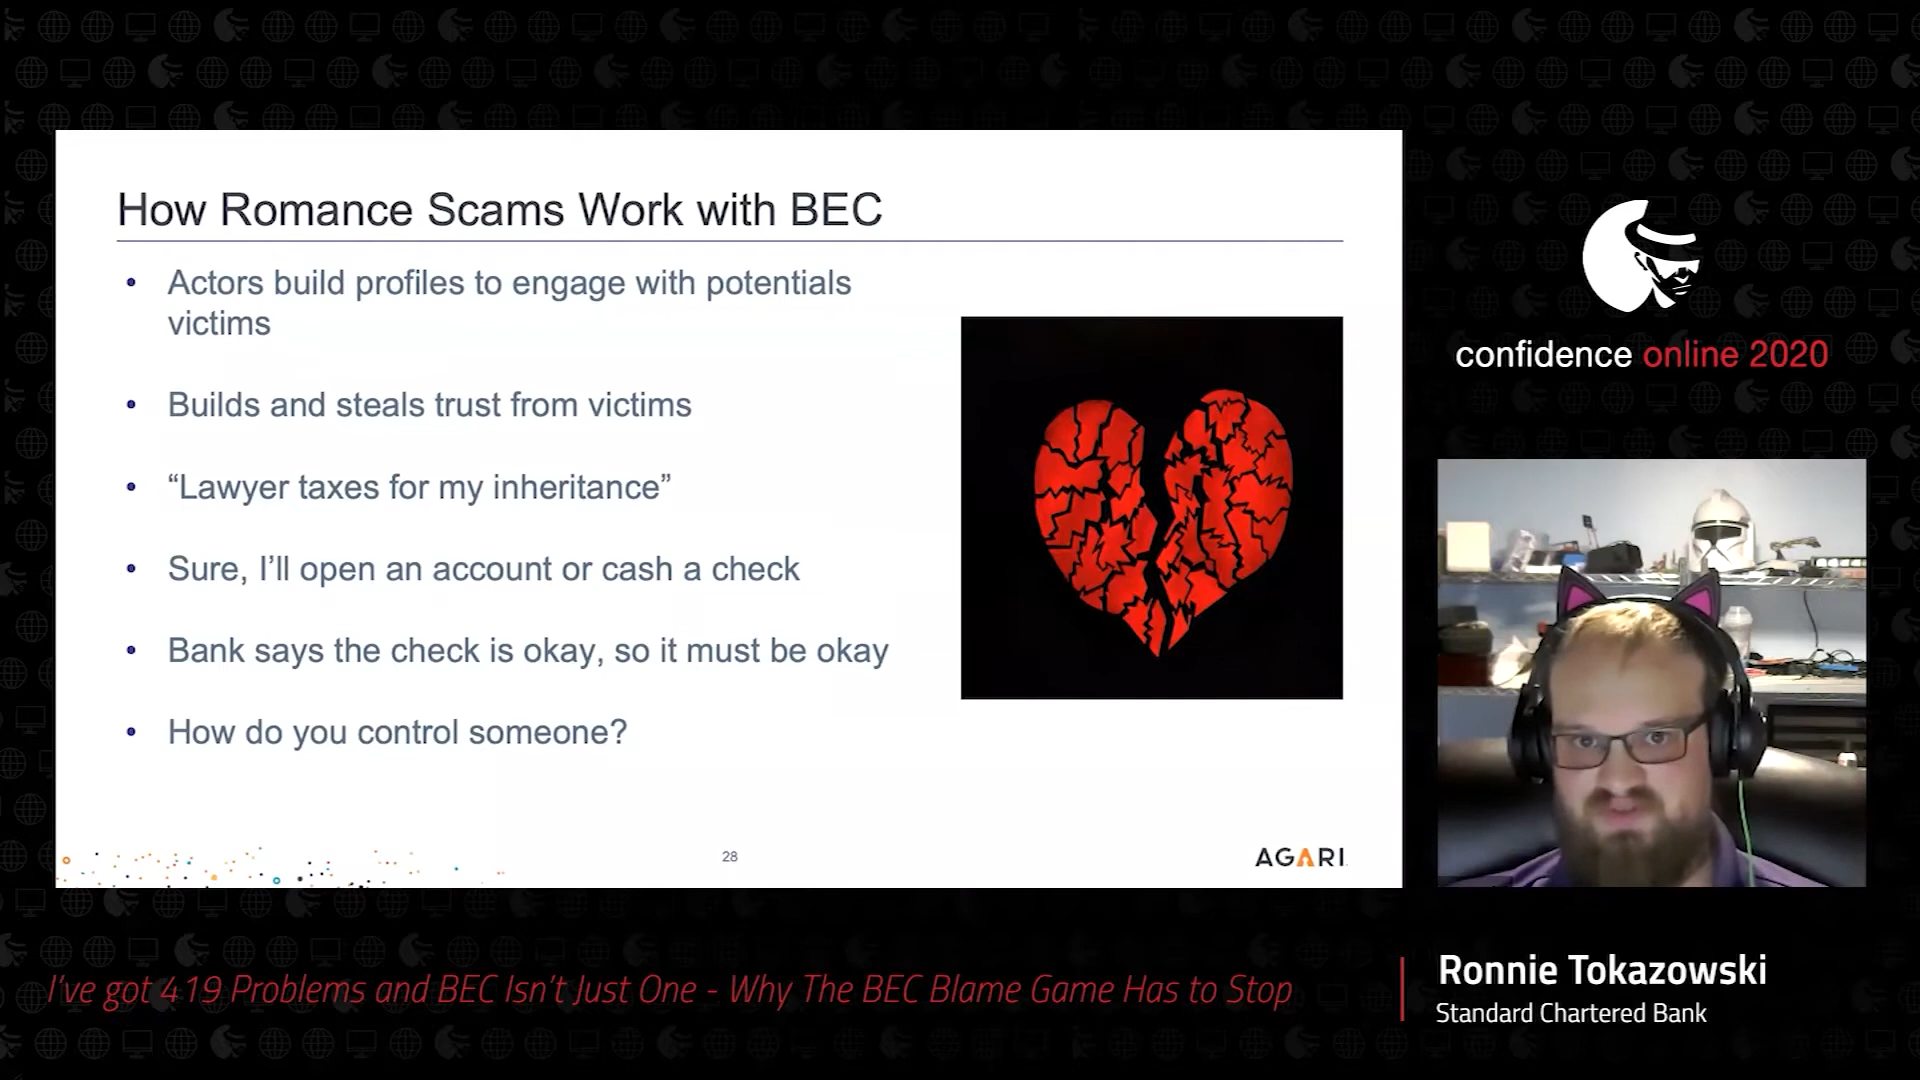 How Romance Scams Work with BEC
• Actors build profiles to engage with potentials
victims
• Builds and steals trust from victims
• “Lawyer taxes for my inheritance”
• Sure, I’ll open an account or cash a check
• Bank says the check is okay, so it must be okay
• How do you control someone?
28
AGARI
confidence online 2020
I’ve got 419 Problems and BEC Isn’t Just One - Why The BEC Blame Game Has to Stop
Ronnie Tokazowski
Standard Chartered Bank